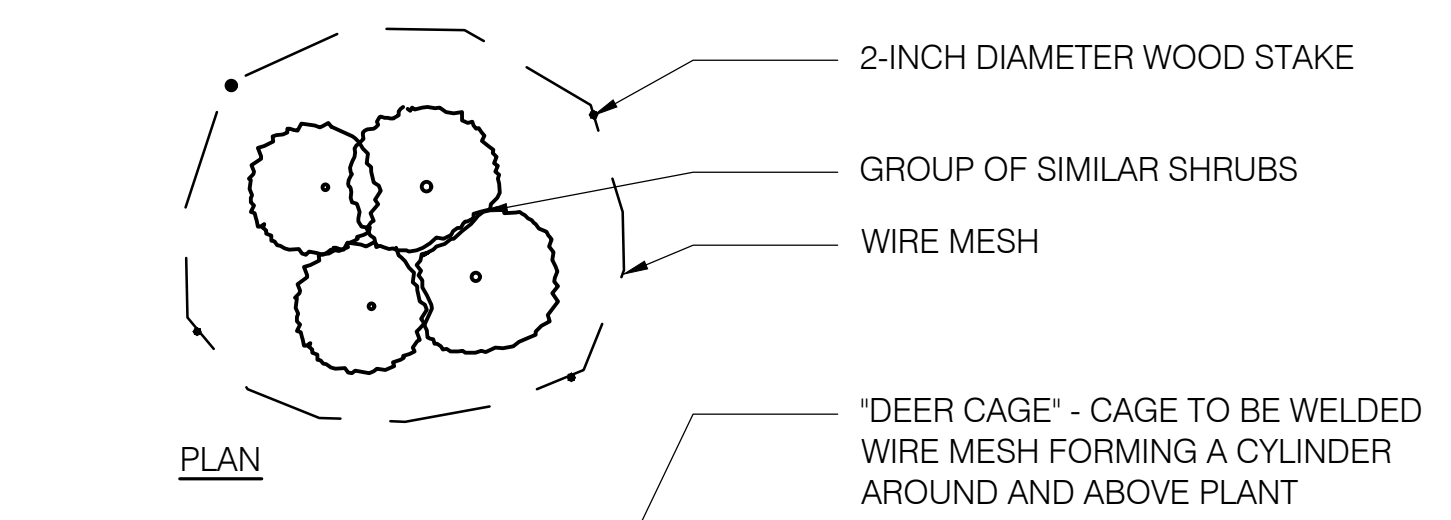 2-INCH DIAMETER WOOD STAKE
GROUP OF SIMILAR SHRUBS
WIRE MESH
PLAN
"DEER CAGE" - CAGE TO BE WELDED
WIRE MESH FORMING A CYLINDER
AROUND AND ABOVE PLANT